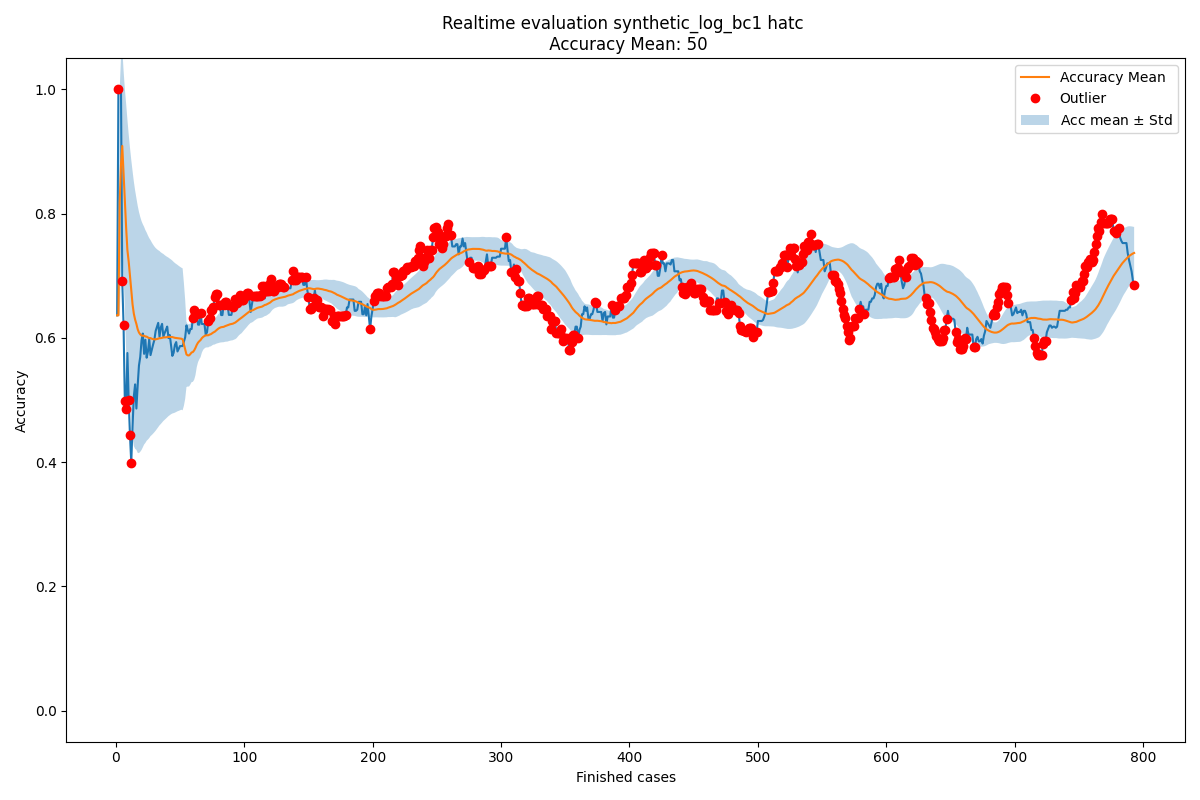 Realtime evaluation synthetic_log_bc1 hatc
Accuracy Mean: 50
Accuracy Mean
Outlier
Acc mean ± Std
Accuracy
1.0
0.8
0.6
0.4
0.2
0.0
0 100 200 300 400 500 600 700 800
Finished cases